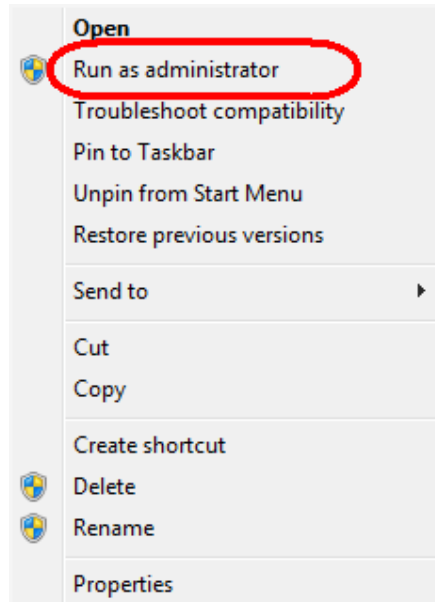 Open
Run as administrator
Troubleshoot compatibility
Pin to Taskbar
Unpin from Start Menu
Restore previous versions
Send to
Cut
Copy
Create shortcut
Delete
Rename
Properties